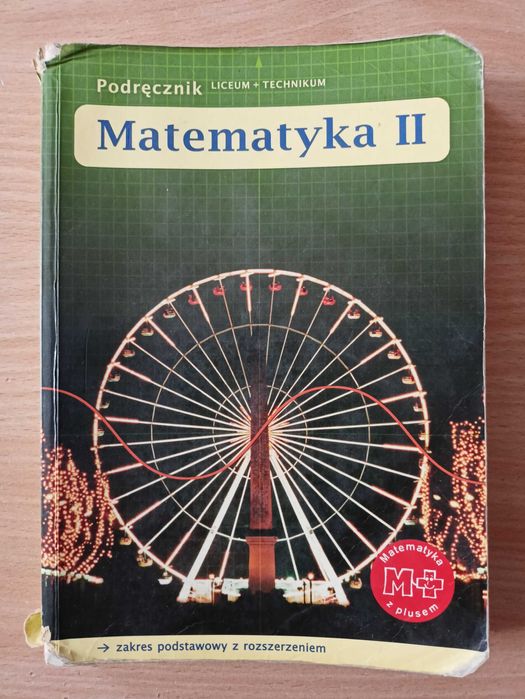 Podręcznik LICEUM + TECHNIKUM
Matematyka II
Matematyka
M+
z plusem
→ zakres podstawowy z rozszerzeniem